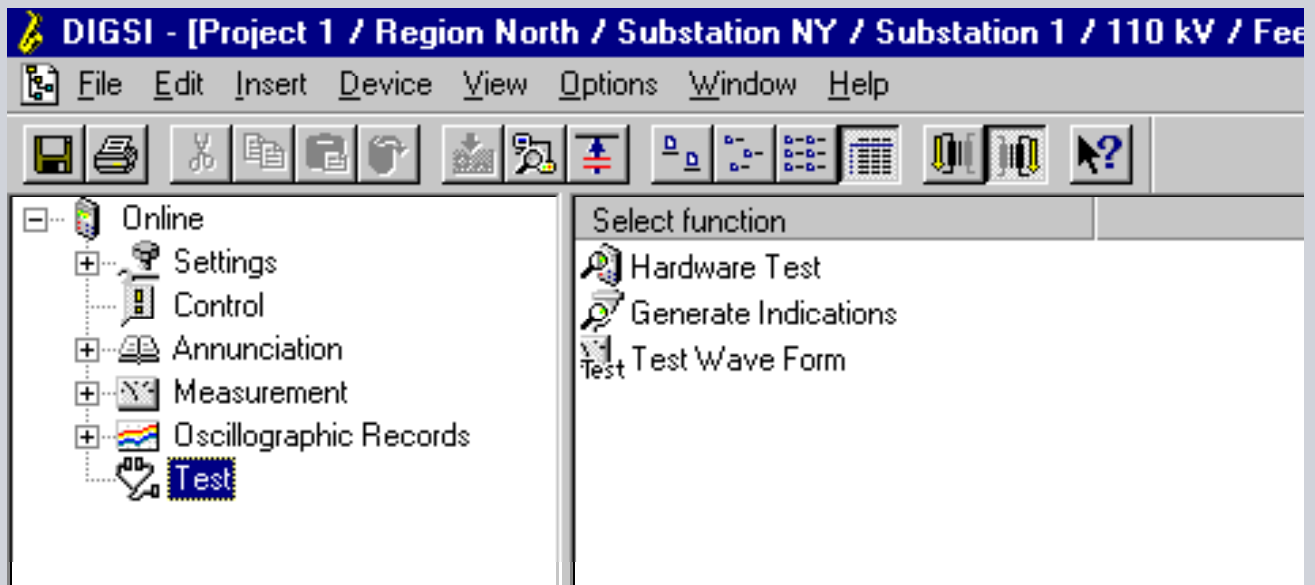 DIGSI - [Project 1 / Region North / Substation NY / Substation 1 / 110 kV / Fee
File Edit Insert Device View Options Window Help
Online
Settings
Control
Annunciation
Measurement
Oscillographic Records
Test
Select function
Hardware Test
Generate Indications
Test Test Wave Form